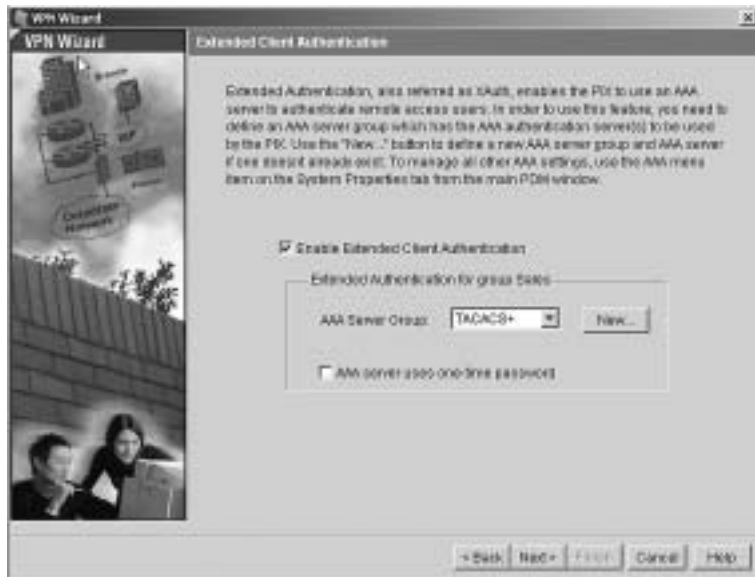 VPN Wizard
VPN Wizard
Extended Client Authentication
Extended Authentication, also referred as XAuth, enables the PIX to use an AAA
server to authenticate remote access users. In order to use this feature, you need to
define an AAA server group which has the AAA authentication server(s) to be used
by the PIX. Use the "New..." button to define a new AAA server group and AAA server
if one doesnt already exist. To manage all other AAA settings, use the AAA menu
item on the System Properties tab from the main PDM window.
Enable Extended Client Authentication
Extended Authentication for group Sales
AAA Server Group:
TACACS+
New...
AAA server uses one-time password
< Back
Next >
Finish
Cancel
Help